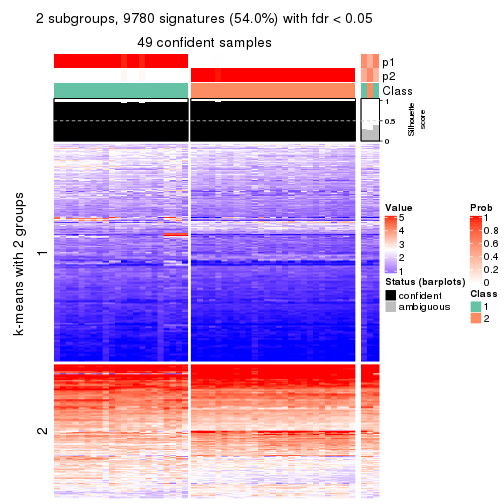 2 subgroups, 9780 signatures (54.0%) with fdr < 0.05
49 confident samples
p1
p2
Class
1
0.5
0
Silhouette
score
k-means with 2 groups
1
2
Value
5
4
3
2
1
Status (barplots)
confident
ambiguous
Prob
1
0.8
0.6
0.4
0.2
0
Class
1
2